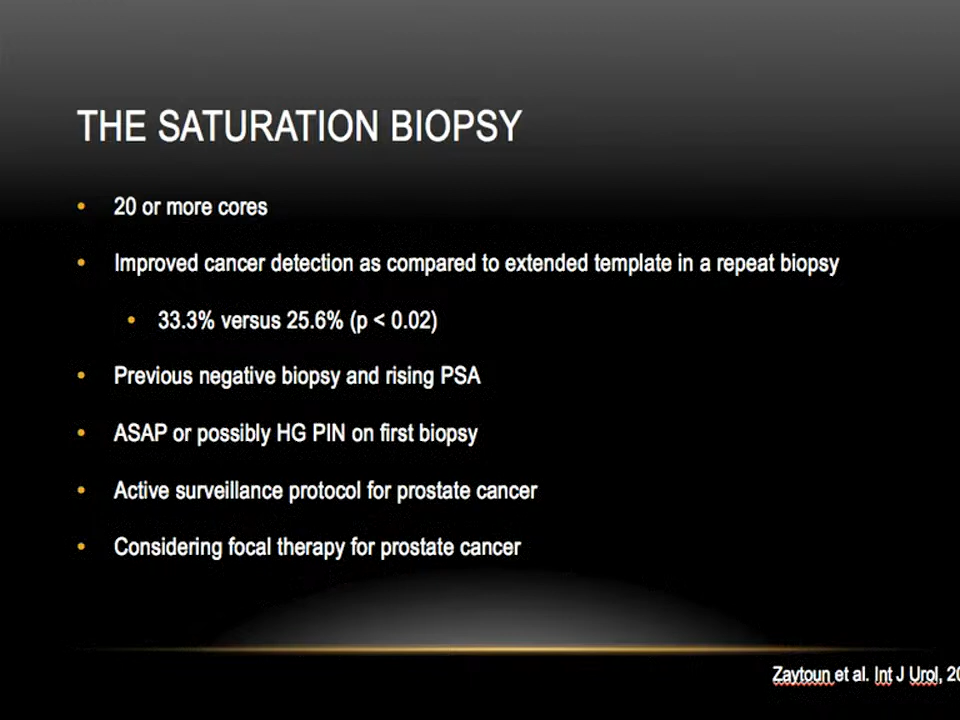 THE SATURATION BIOPSY
• 20 or more cores
• Improved cancer detection as compared to extended template in a repeat biopsy
• 33.3% versus 25.6% (p < 0.02)
• Previous negative biopsy and rising PSA
• ASAP or possibly HG PIN on first biopsy
• Active surveillance protocol for prostate cancer
• Considering focal therapy for prostate cancer
Zaytoun et al. Int J Urol,